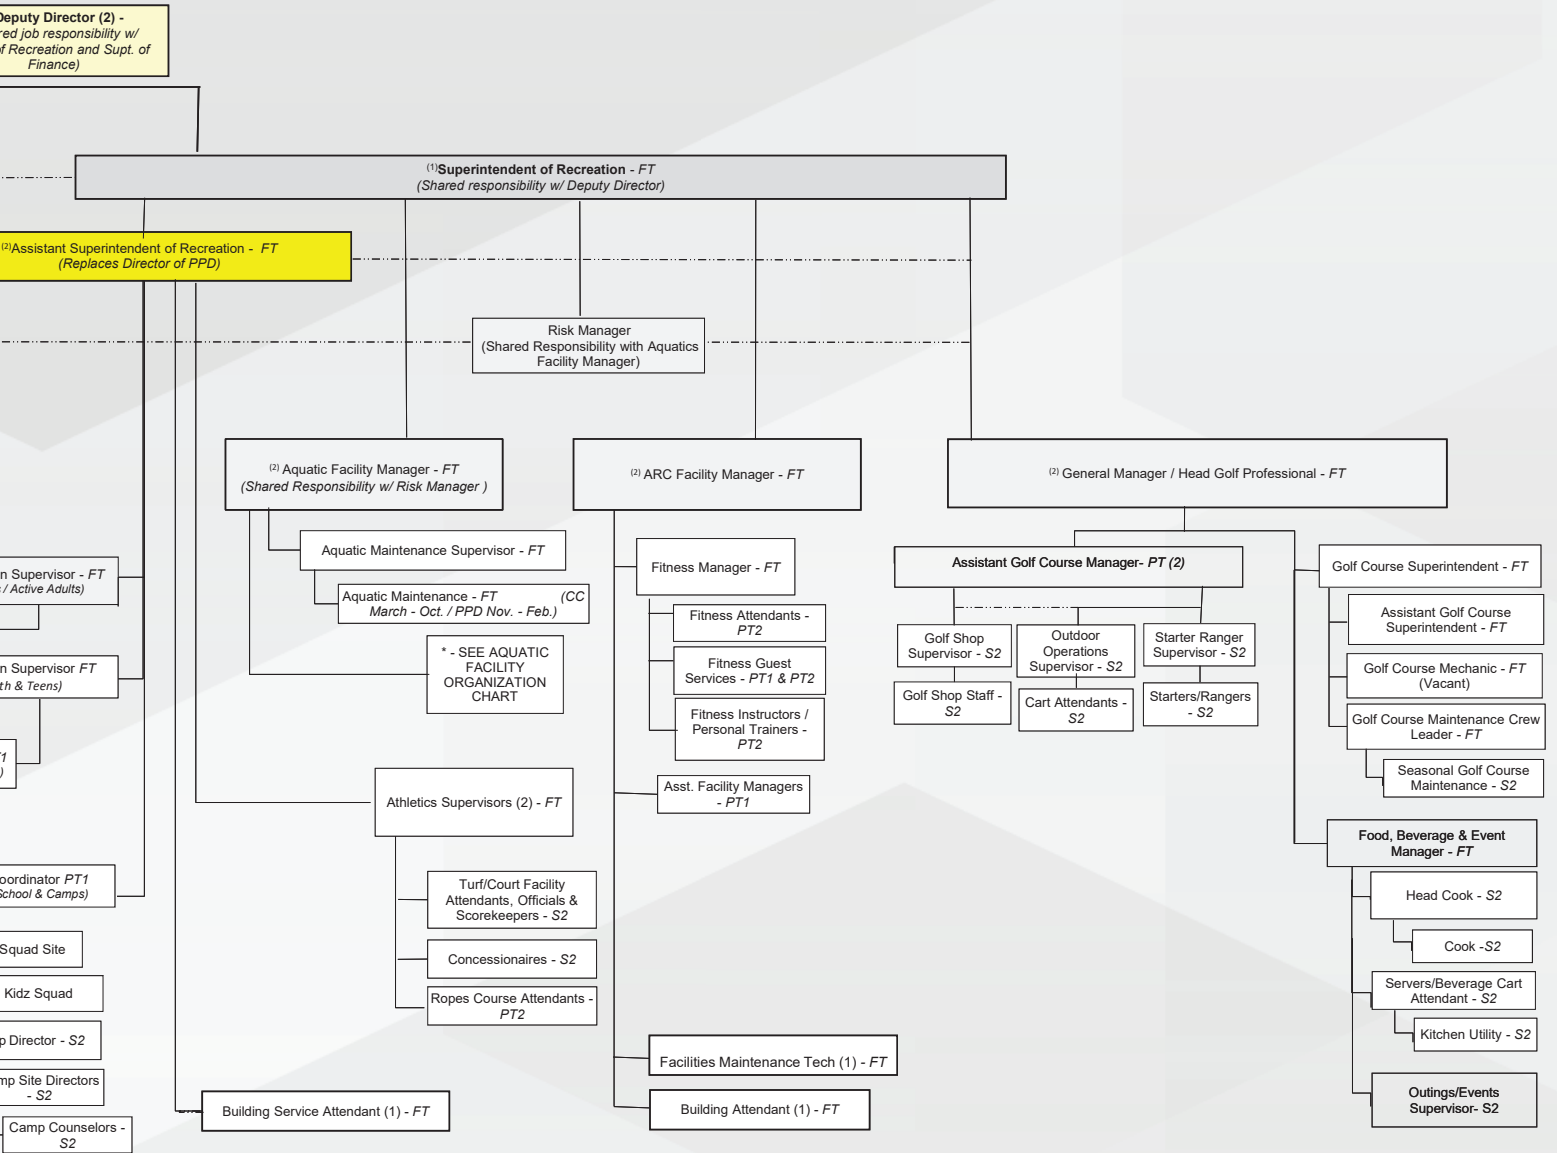 Deputy Director (2) -
job responsibility w/
of Recreation and Supt. of
Finance)
(1)Superintendent of Recreation - FT
(Shared responsibility w/ Deputy Director)
(2)Assistant Superintendent of Recreation - FT
(Replaces Director of PPD)
Risk Manager
(Shared Responsibility with Aquatics
Facility Manager)
(2) Aquatic Facility Manager - FT
(Shared Responsibility w/ Risk Manager )
(2) ARC Facility Manager - FT
(2) General Manager / Head Golf Professional - FT
Supervisor - FT
/ Active Adults)
Supervisor FT
& Teens)
Coordinator PT1
School & Camps)
Squad Site
Kidz Squad
Director - S2
Site Directors
- S2
Camp Counselors -
S2
Aquatic Maintenance Supervisor - FT
Aquatic Maintenance - FT (CC
March - Oct. / PPD Nov. - Feb.)
* - SEE AQUATIC
FACILITY
ORGANIZATION
CHART
Athletics Supervisors (2) - FT
Turf/Court Facility
Attendants, Officials &
Scorekeepers - S2
Concessionaires - S2
Ropes Course Attendants -
PT2
Building Service Attendant (1) - FT
Fitness Manager - FT
Fitness Attendants -
PT2
Fitness Guest
Services - PT1 & PT2
Fitness Instructors /
Personal Trainers -
PT2
Asst. Facility Managers
- PT1
Facilities Maintenance Tech (1) - FT
Building Attendant (1) - FT
Assistant Golf Course Manager- PT (2)
Golf Shop
Supervisor - S2
Golf Shop Staff -
S2
Outdoor
Operations
Supervisor - S2
Cart Attendants -
S2
Starter Ranger
Supervisor - S2
Starters/Rangers
- S2
Golf Course Superintendent - FT
Assistant Golf Course
Superintendent - FT
Golf Course Mechanic - FT
(Vacant)
Golf Course Maintenance Crew
Leader - FT
Seasonal Golf Course
Maintenance - S2
Food, Beverage & Event
Manager - FT
Head Cook - S2
Cook -S2
Servers/Beverage Cart
Attendant - S2
Kitchen Utility - S2
Outings/Events
Supervisor- S2